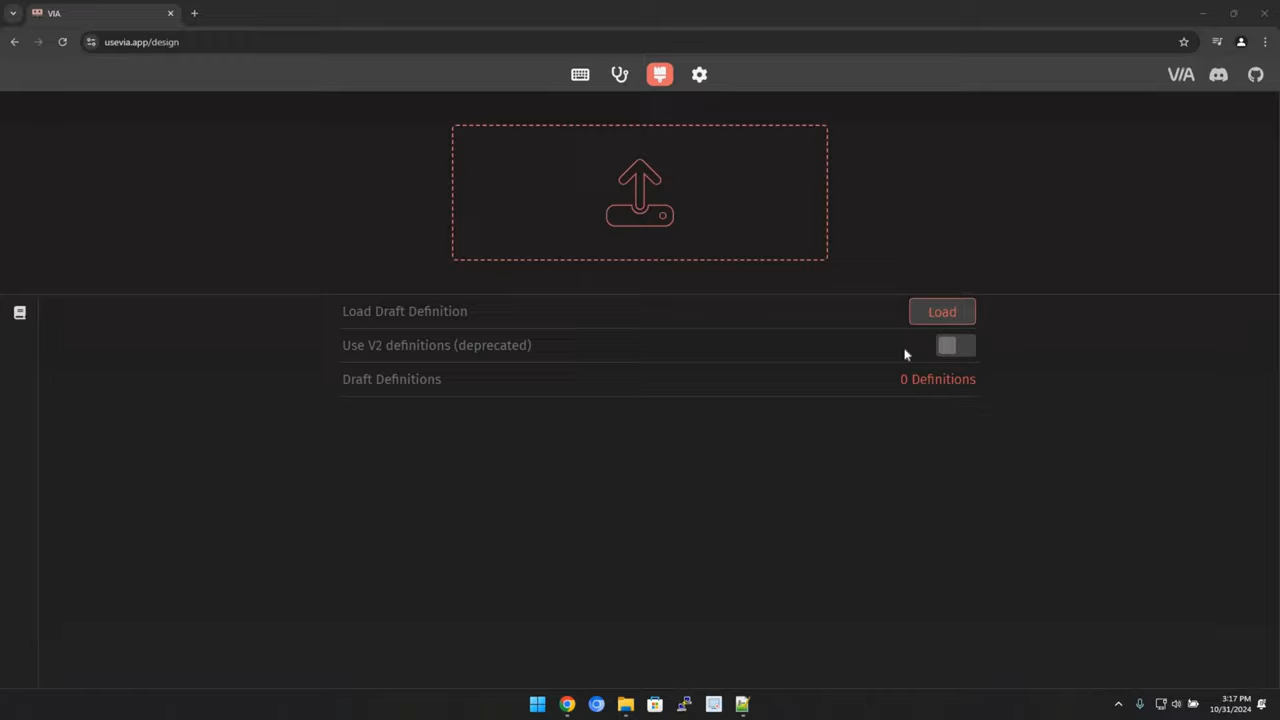 VIA
usevia.app/design
VIA
Load Draft Definition
Load
Use V2 definitions (deprecated)
Draft Definitions
0 Definitions
3:17 PM
10/31/2024